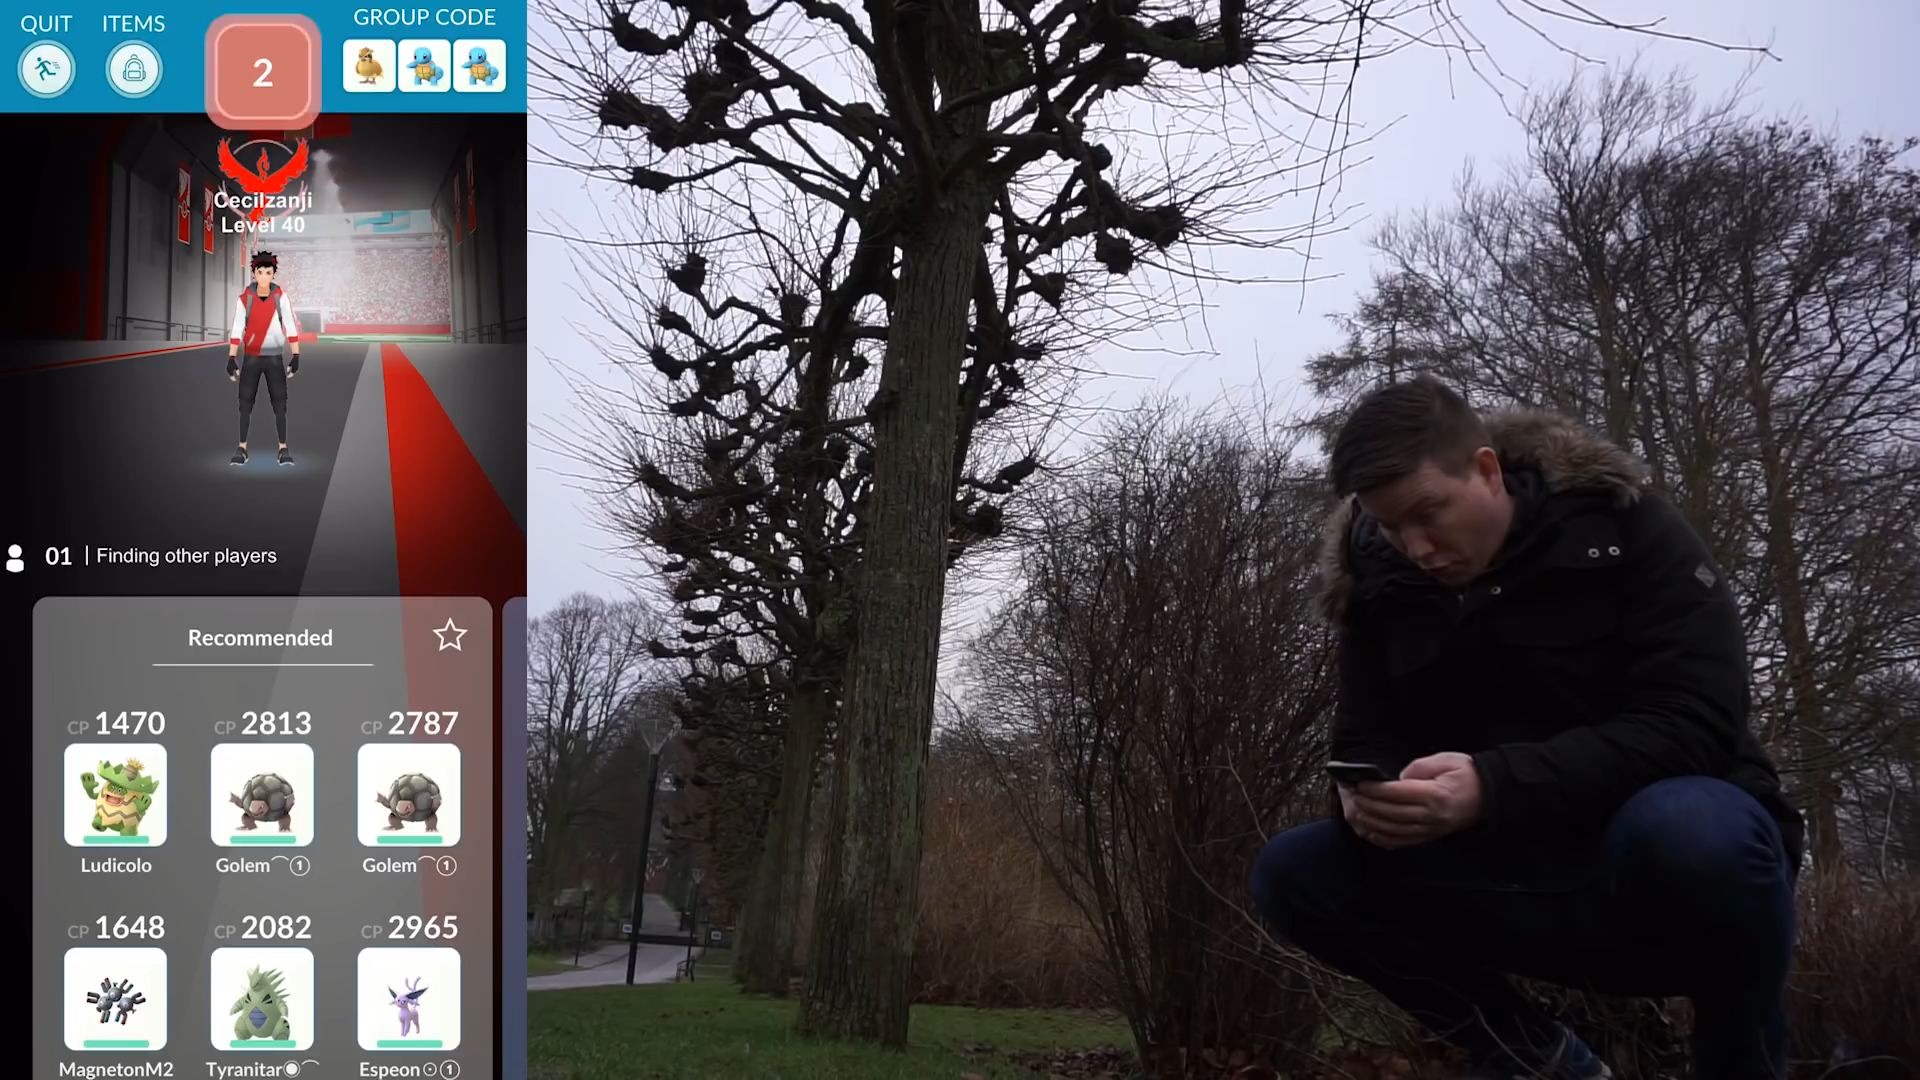 QUIT
ITEMS
2
GROUP CODE
Cecilzanji
Level 40
01 | Finding other players
Recommended
CP 1470
CP 2813
CP 2787
Ludicolo
Golem⌒①
Golem⌒①
CP 1648
CP 2082
CP 2965
MagnetonM2
Tyranitar◉⌒
Espeon⊙①